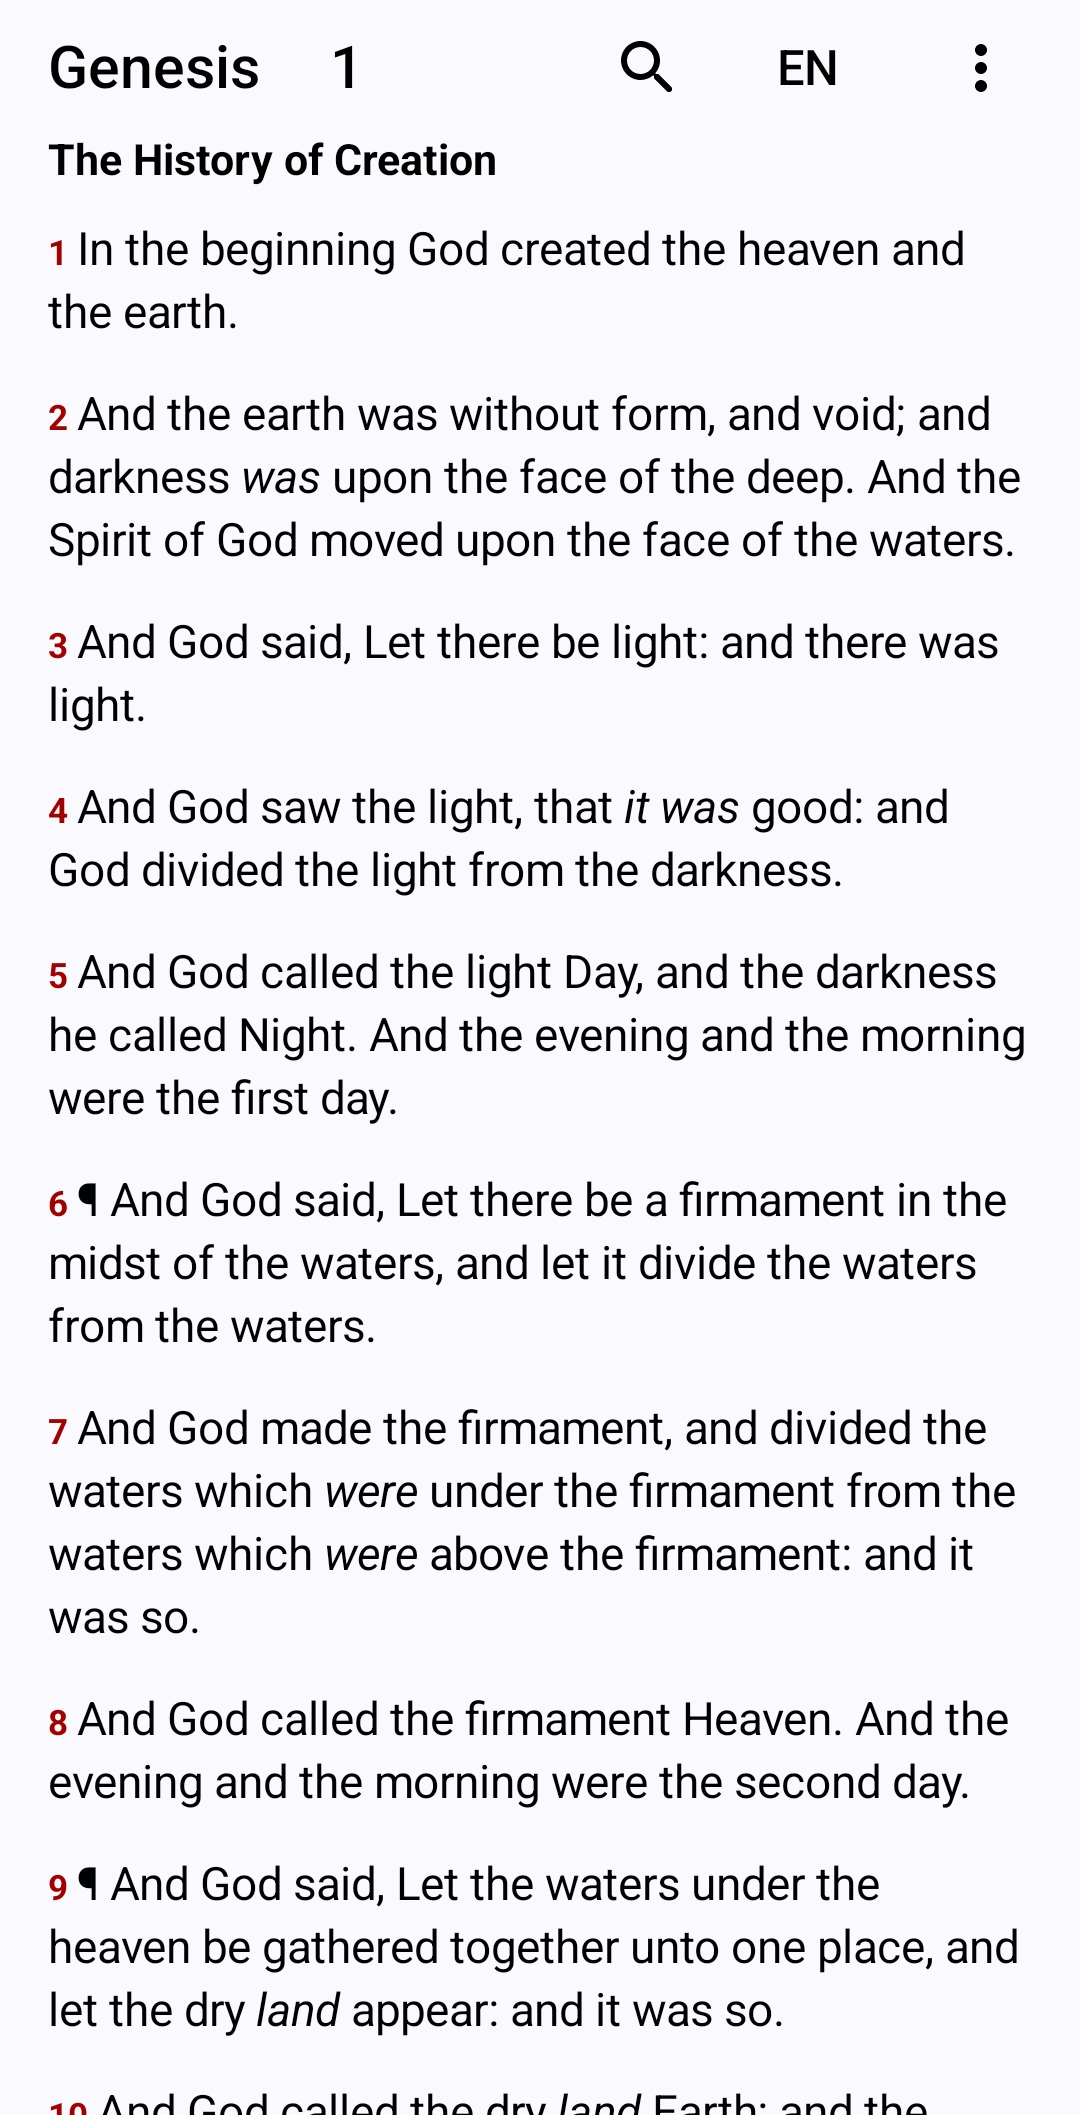 Genesis 1 EN
The History of Creation
1 In the beginning God created the heaven and
the earth.
2 And the earth was without form, and void; and
darkness was upon the face of the deep. And the
Spirit of God moved upon the face of the waters.
3 And God said, Let there be light: and there was
light.
4 And God saw the light, that it was good: and
God divided the light from the darkness.
5 And God called the light Day, and the darkness
he called Night. And the evening and the morning
were the first day.
6 ¶ And God said, Let there be a firmament in the
midst of the waters, and let it divide the waters
from the waters.
7 And God made the firmament, and divided the
waters which were under the firmament from the
waters which were above the firmament: and it
was so.
8 And God called the firmament Heaven. And the
evening and the morning were the second day.
9 ¶ And God said, Let the waters under the
heaven be gathered together unto one place, and
let the dry land appear: and it was so.
10 And God called the dry land Earth; and the